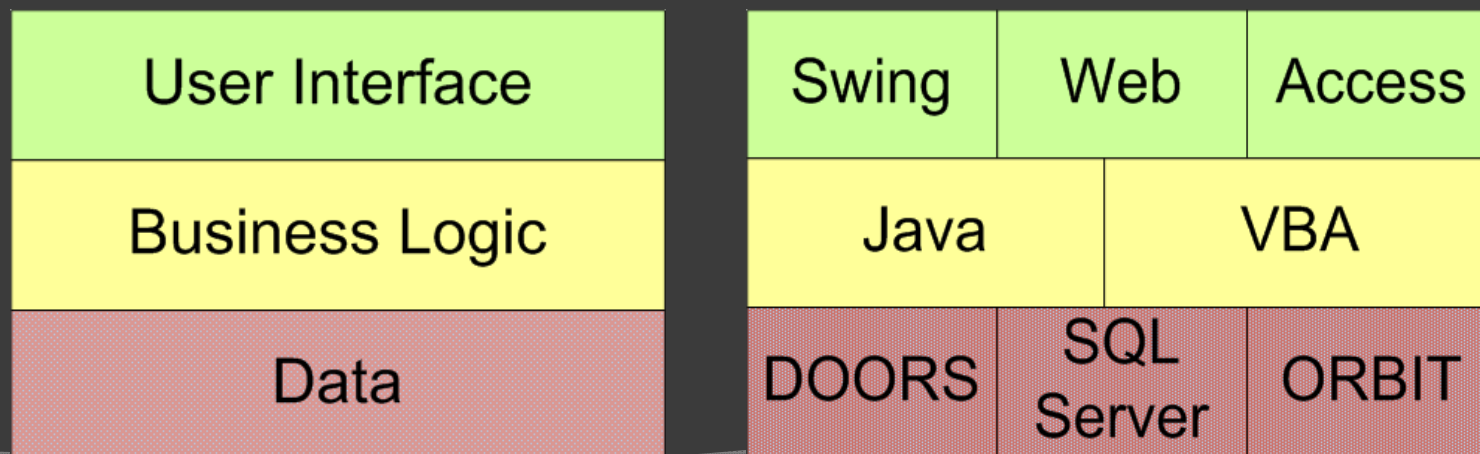 User Interface
Business Logic
Data
Swing Web Access
Java VBA
DOORS SQL Server ORBIT